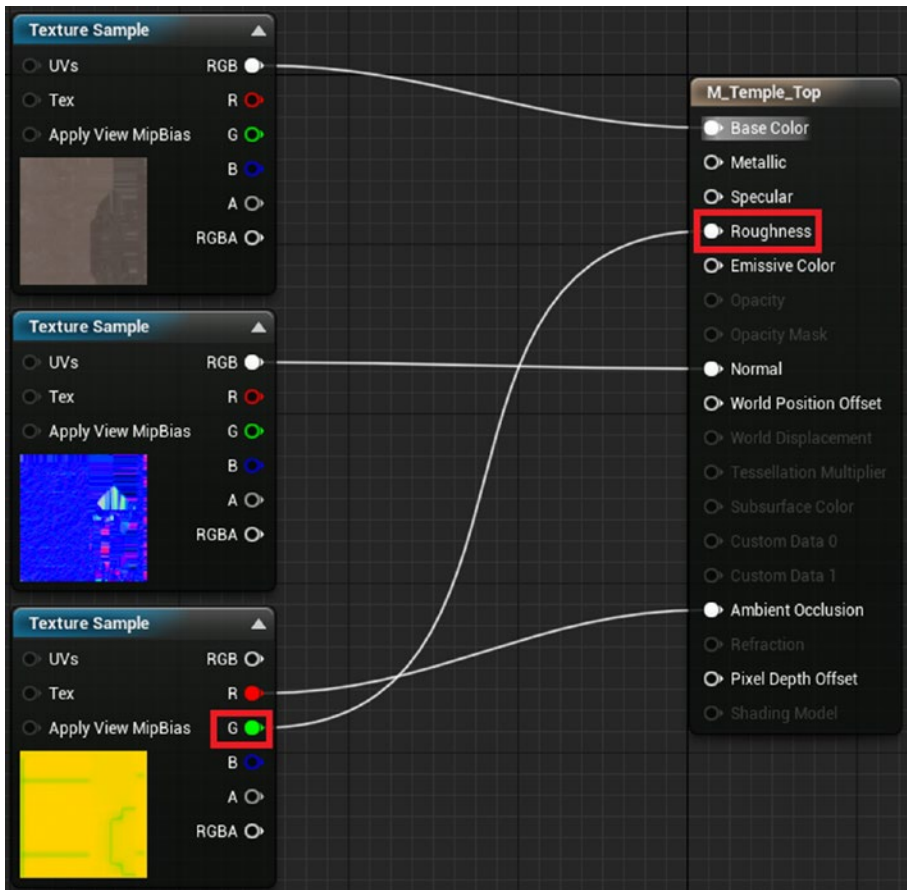 Texture Sample
UVs RGB
Tex R
Apply View MipBias G
B
A
RGBA
Texture Sample
UVs RGB
Tex R
Apply View MipBias G
B
A
RGBA
Texture Sample
UVs RGB
Tex R
Apply View MipBias G
B
A
RGBA
M_Temple_Top
Base Color
Metallic
Specular
Roughness
Emissive Color
Opacity
Opacity Mask
Normal
World Position Offset
World Displacement
Tessellation Multiplier
Subsurface Color
Custom Data 0
Custom Data 1
Ambient Occlusion
Refraction
Pixel Depth Offset
Shading Model